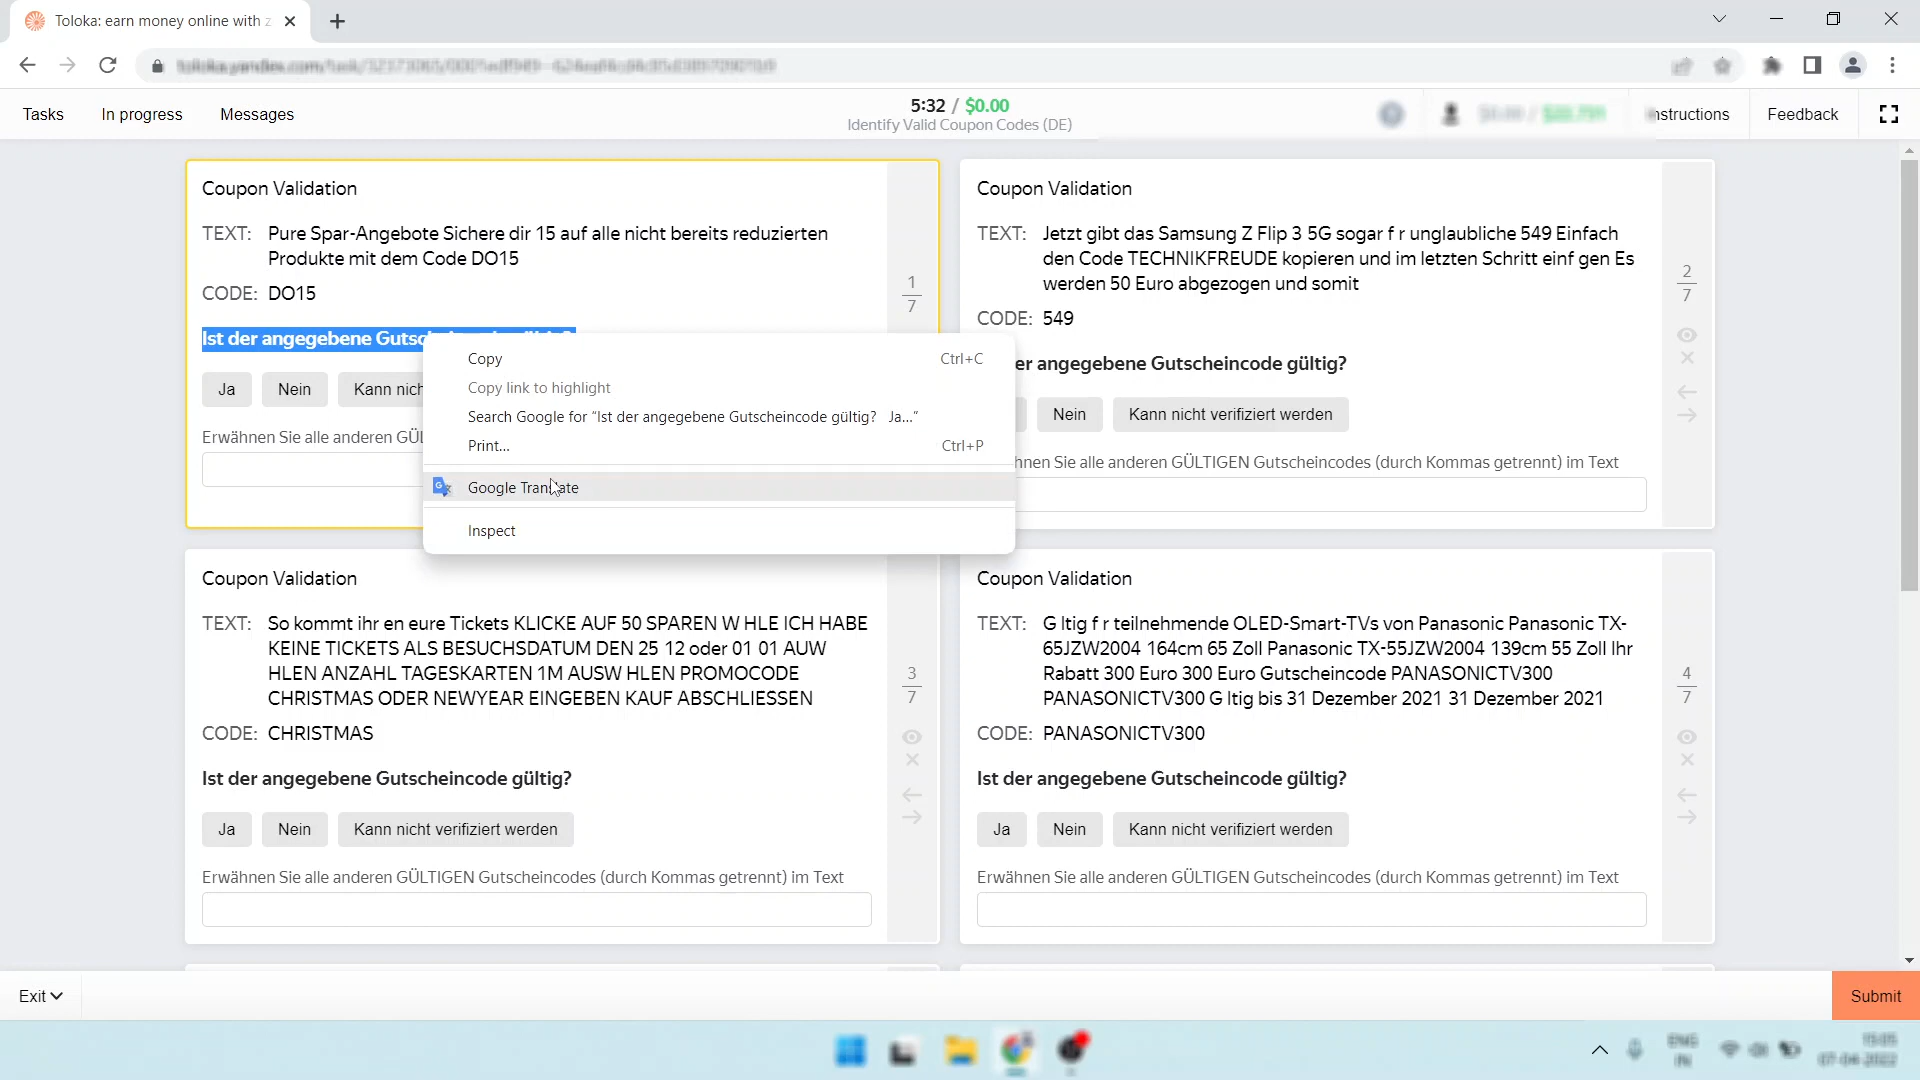 Toloka: earn money online with z
Tasks
In progress
Messages
5:32 / $0.00
Identify Valid Coupon Codes (DE)
Feedback
Coupon Validation
TEXT: Pure Spar-Angebote Sichere dir 15 auf alle nicht bereits reduzierten
Produkte mit dem Code DO15
CODE: DO15
Ist der angegebene
Ja
Nein
Kann
Erwähnen Sie alle anderen
1
7
Copy
Ctrl+C
Copy link to highlight
Search Google for “Ist der angegebene Gutscheincode gültig? Ja...”
Print...
Ctrl+P
Google Translate
Inspect
Coupon Validation
TEXT: Jetzt gibt das Samsung Z Flip 3 5G sogar f r unglaubliche 549 Einfach
den Code TECHNIKFREUDE kopieren und im letzten Schritt einf gen Es
werden 50 Euro abgezogen und somit
CODE: 549
er angegebene Gutscheincode gültig?
Nein
Kann nicht verifiziert werden
hnen Sie alle anderen GÜLTIGEN Gutscheincodes (durch Kommas getrennt) im Text
2
7
Coupon Validation
TEXT: So kommt ihr en eure Tickets KLICKE AUF 50 SPAREN W HLE ICH HABE
KEINE TICKETS ALS BESUCHSDATUM DEN 25 12 oder 01 01 AUW
HLEN ANZAHL TAGESKARTEN 1M AUSW HLEN PROMOCODE
CHRISTMAS ODER NEWYEAR EINGEBEN KAUF ABSCHLIESSEN
CODE: CHRISTMAS
Ist der angegebene Gutscheincode gültig?
Ja
Nein
Kann nicht verifiziert werden
Erwähnen Sie alle anderen GÜLTIGEN Gutscheincodes (durch Kommas getrennt) im Text
3
7
Coupon Validation
TEXT: G ltig f r teilnehmende OLED-Smart-TVs von Panasonic Panasonic TX-
65JZW2004 164cm 65 Zoll Panasonic TX-55JZW2004 139cm 55 Zoll Ihr
Rabatt 300 Euro 300 Euro Gutscheincode PANASONICTV300
PANASONICTV300 G ltig bis 31 Dezember 2021 31 Dezember 2021
CODE: PANASONICTV300
Ist der angegebene Gutscheincode gültig?
Ja
Nein
Kann nicht verifiziert werden
Erwähnen Sie alle anderen GÜLTIGEN Gutscheincodes (durch Kommas getrennt) im Text
4
7
Exit
Submit